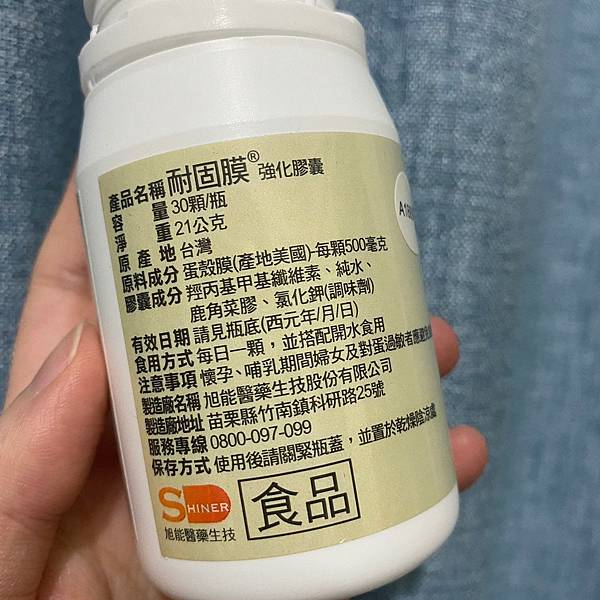 產品名稱 耐固膜® 強化膠囊
容量 30顆/瓶
淨重 21公克
原產地 台灣
原料成分 蛋殼膜(產地美國)-每顆500毫克
膠囊成分 羥丙基甲基纖維素、純水、
鹿角菜膠、氯化鉀(調味劑)
有效日期 請見瓶底(西元年/月/日)
食用方式 每日一顆,並搭配開水食用
注意事項 懷孕、哺乳期間婦女及對蛋過敏者應避免
製造廠名稱 旭能醫藥生技股份有限公司
製造廠地址 苗栗縣竹南鎮科研路25號
服務專線 0800-097-099
保存方式 使用後請關緊瓶蓋,並置於乾燥陰涼處
SHINER
旭能醫藥生技
食品